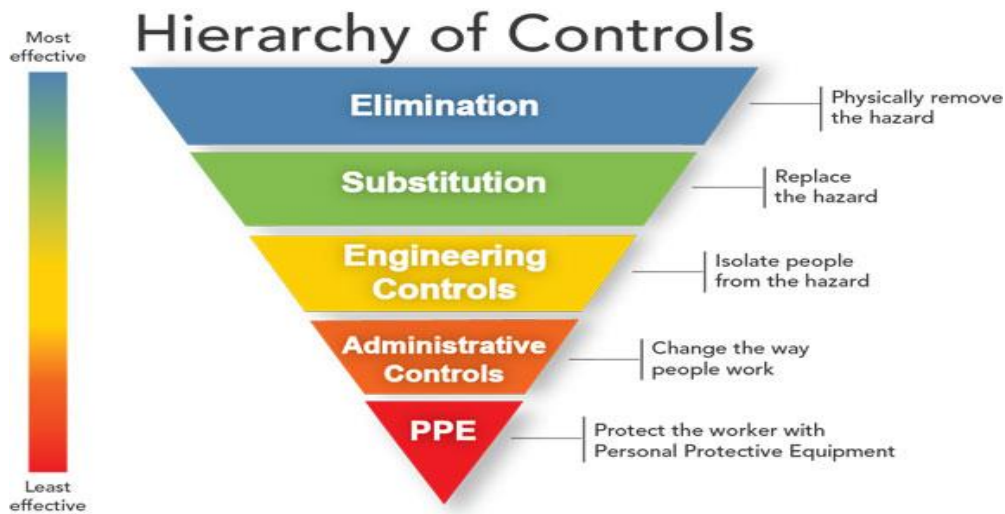 Hierarchy of Controls
Most
effective
Elimination
Physically remove
the hazard
Substitution
Replace
the hazard
Engineering
Controls
Isolate people
from the hazard
Administrative
Controls
Change the way
people work
PPE
Protect the worker with
Personal Protective Equipment
Least
effective